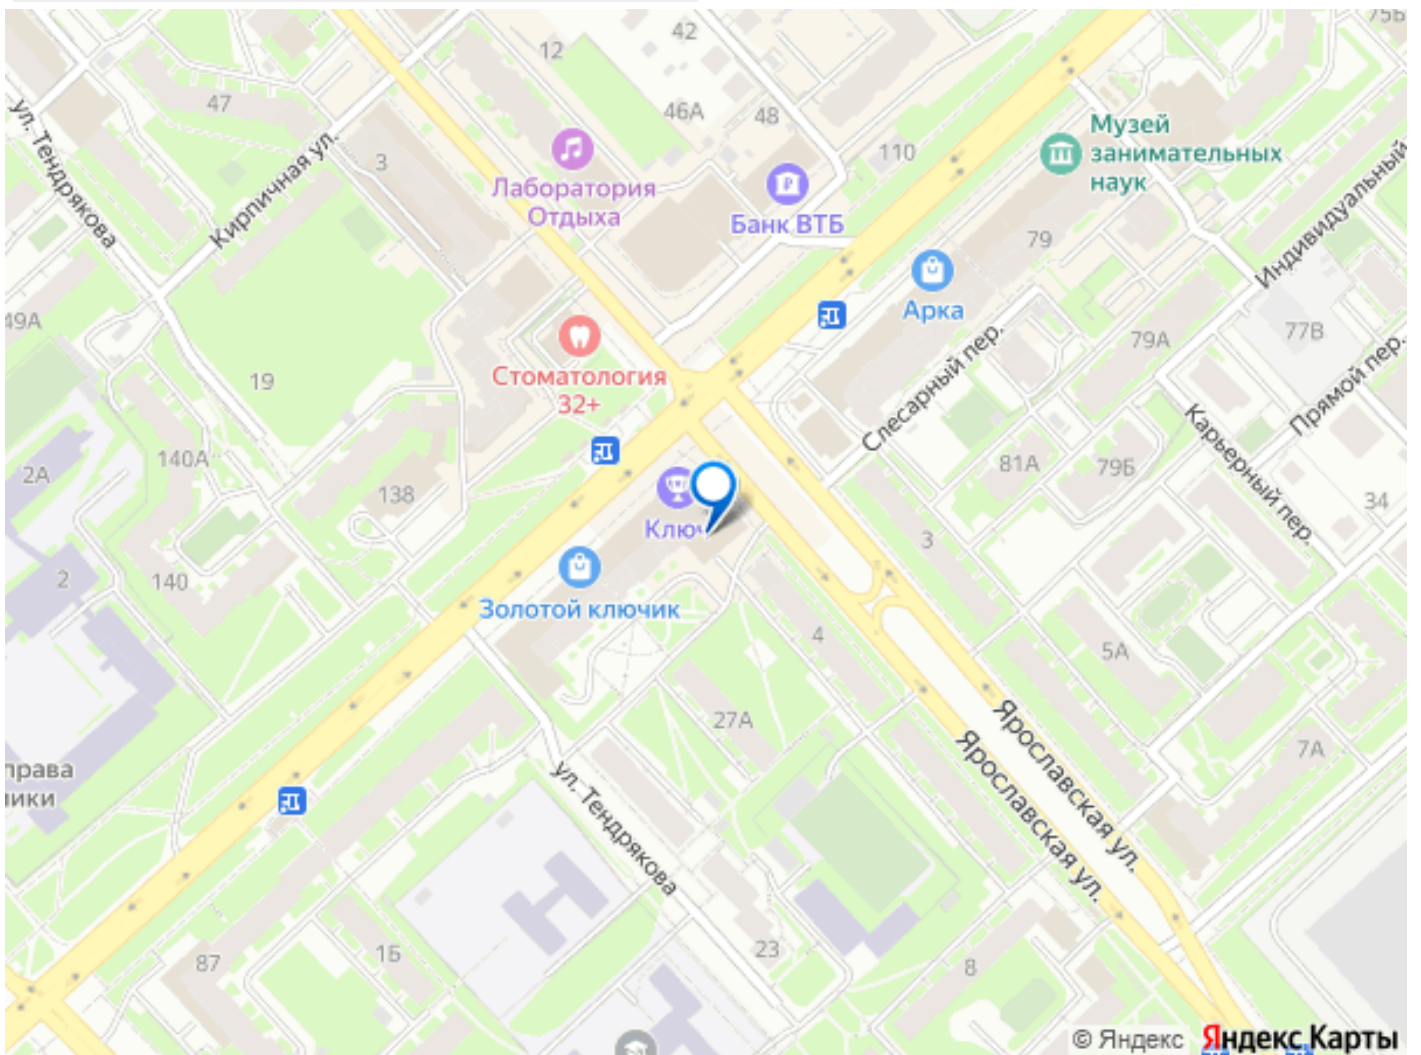 75Б
42
12
46А
48
47
ул. Тендрякова
Кирпичная ул.
3
Лаборатория
Отдыха
110
Банк ВТБ
Музей
занимательных
наук
Индивидуальный
79
Арка
49А
Стоматология
32+
19
Слесарный пер.
79А
77В
Прямой пер.
Карьерный пер.
2А
140А
138
81А
79Б
34
Ключ
3
2
140
Золотой ключик
4
5А
27А
7А
права
ники
ул. Тендрякова
Ярославская ул.
Ярославская ул.
87
1Б
23
8
© Яндекс Яндекс Карты